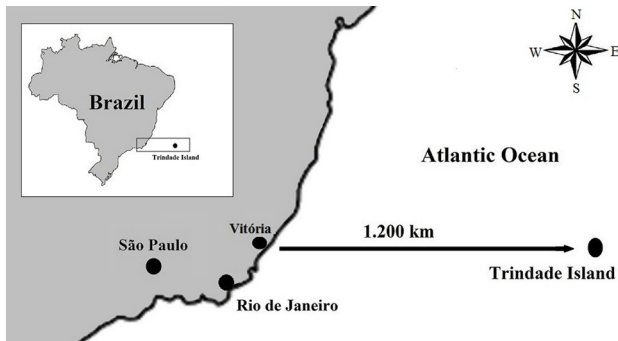 Brazil
Trindade Island
N
W
E
S
Atlantic Ocean
Vitória
1.200 km
São Paulo
Trindade Island
Rio de Janeiro